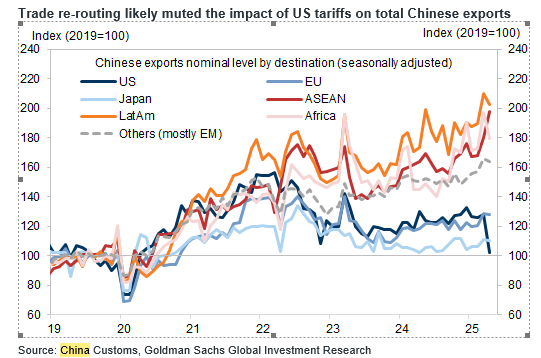 Trade re-routing likely muted the impact of US tariffs on total Chinese exports
Index (2019=100)
Index (2019=100)
Chinese exports nominal level by destination (seasonally adjusted)
US
EU
Japan
ASEAN
LatAm
Africa
Others (mostly EM)
240
220
200
180
160
140
120
100
80
60
240
220
200
180
160
140
120
100
80
60
19
20
21
22
23
24
25
Source: China Customs, Goldman Sachs Global Investment Research